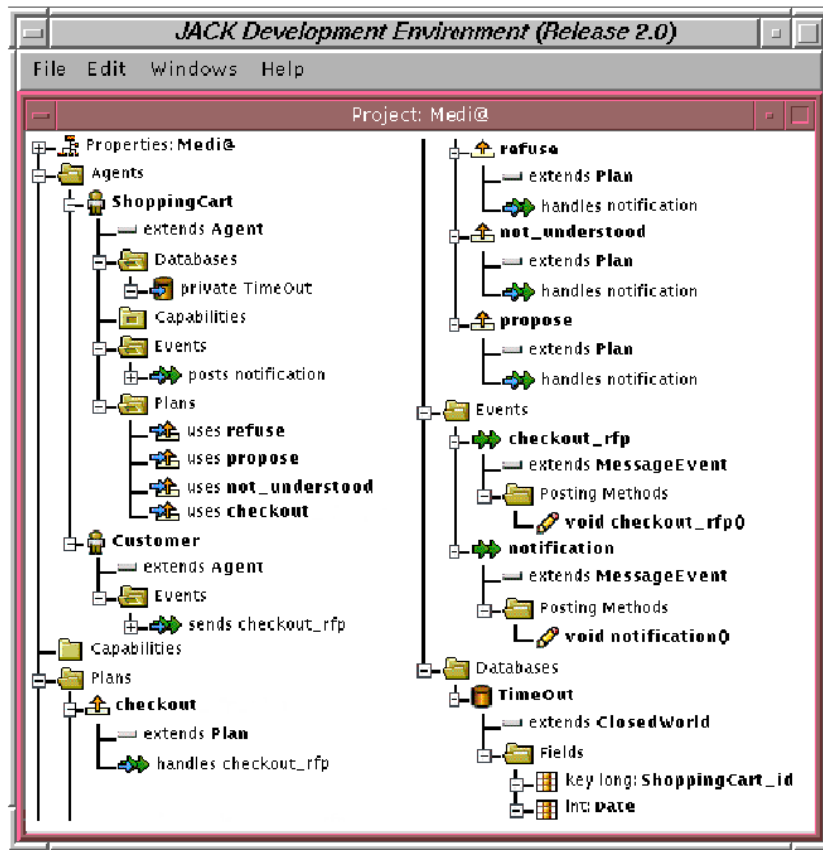 JACK Development Environment (Release 2.0)
File Edit Windows Help
Project: Medi@
Properties: Medi@
Agents
ShoppingCart
extends Agent
Databases
private TimeOut
Capabilities
Events
posts notification
Plans
uses refuse
uses propose
uses not_understood
uses checkout
Customer
extends Agent
Events
sends checkout_rfp
Capabilities
Plans
checkout
extends Plan
handles checkout_rfp
refuse
extends Plan
handles notification
not_understood
extends Plan
handles notification
propose
extends Plan
handles notification
Events
checkout_rfp
extends MessageEvent
Posting Methods
void checkout_rfp()
notification
extends MessageEvent
Posting Methods
void notification()
Databases
TimeOut
extends ClosedWorld
Fields
key long: ShoppingCart_id
int: Date